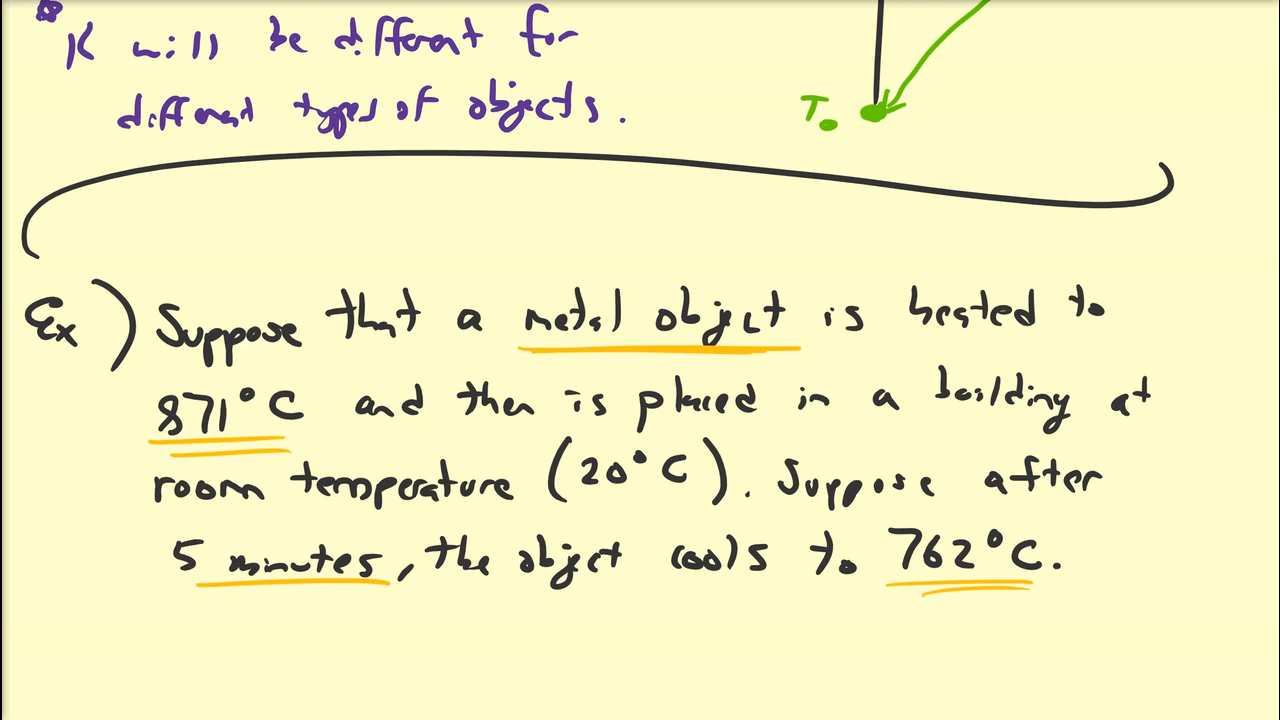 K will be different for
different types of objects.
T₀
Ex) Suppose that a metal object is heated to
871°C and then is placed in a building at
room temperature (20°C). Suppose after
5 minutes, the object cools to 762°C.